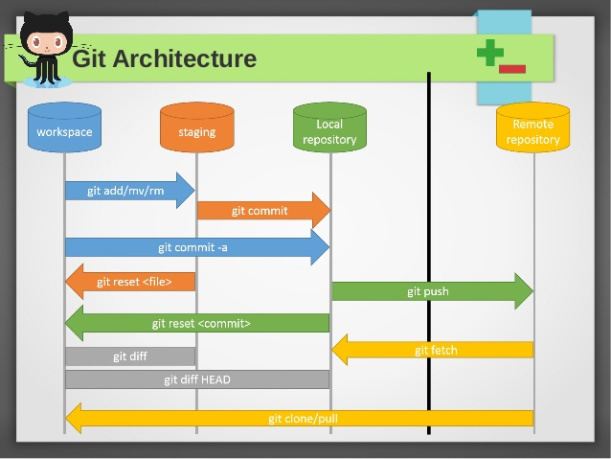 Git Architecture
workspace
staging
Local
repository
Remote
repository
git add/mv/rm
git commit
git commit -a
git reset <file>
git push
git reset <commit>
git diff
git fetch
git diff HEAD
git clone/pull